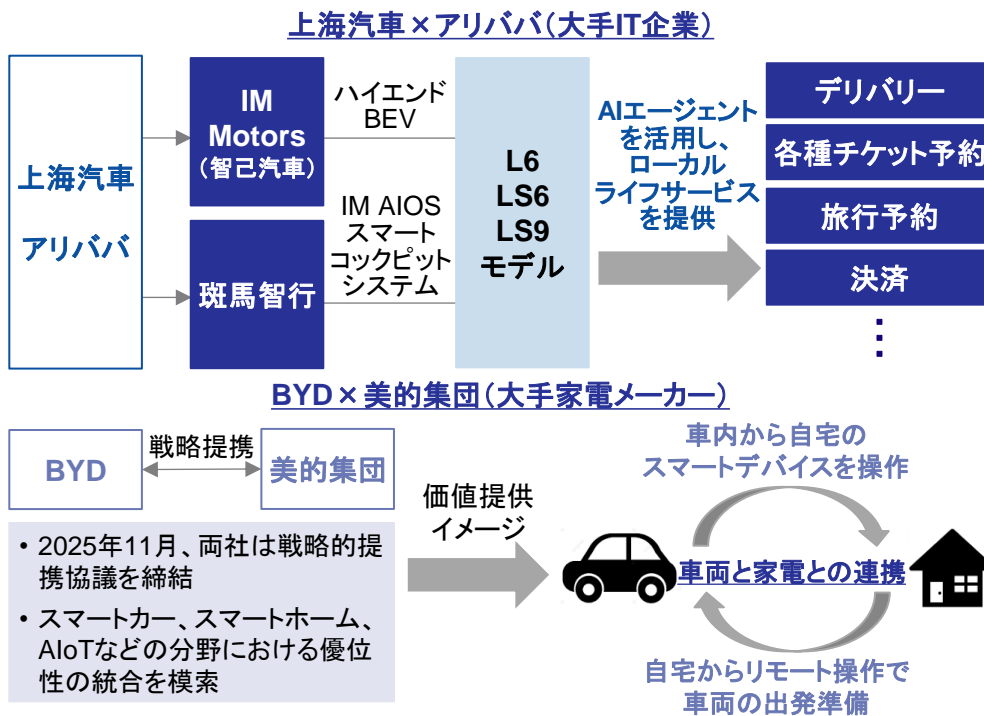 上海汽車×アリババ（大手IT企業）
上海汽車
アリババ
IM
Motors
（智己汽車）
斑馬智行
ハイエンド
BEV
IM AIOS
スマート
コックピット
システム
L6
LS6
LS9
モデル
AIエージェント
を活用し、
ローカル
ライフサービス
を提供
デリバリー
各種チケット予約
旅行予約
決済
BYD×美的集団（大手家電メーカー）
BYD
戦略提携
美的集団
• 2025年11月、両社は戦略的提
携協議を締結
• スマートカー、スマートホーム、
AIoTなどの分野における優位
性の統合を模索
価値提供
イメージ
車内から自宅の
スマートデバイスを操作
車両と家電との連携
自宅からリモート操作で
車両の出発準備